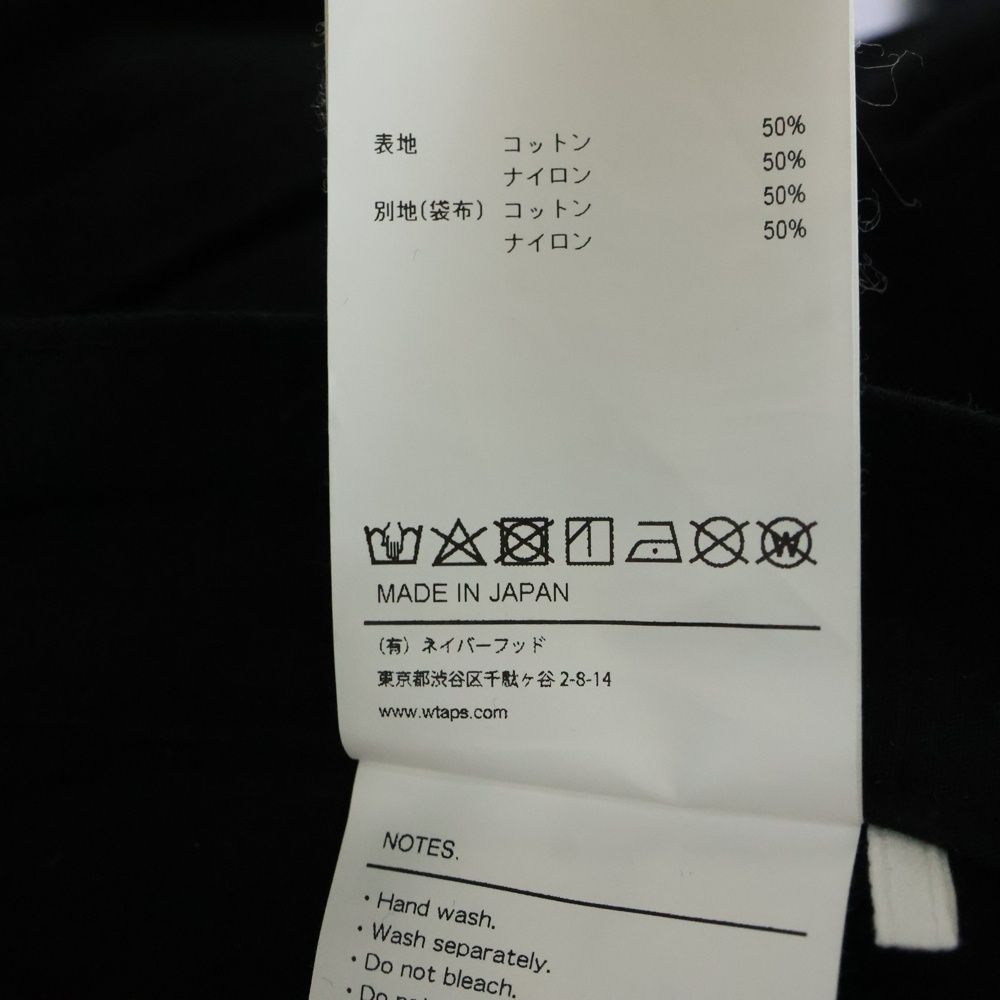 表地 コットン 50%
ナイロン 50%
別地(袋布) コットン 50%
ナイロン 50%
W
MADE IN JAPAN
(有) ネイバーフッド
東京都渋谷区千駄ヶ谷 2-8-14
www.wtaps.com
NOTES.
・Hand wash.
・Wash separately.
・Do not bleach.
・Do